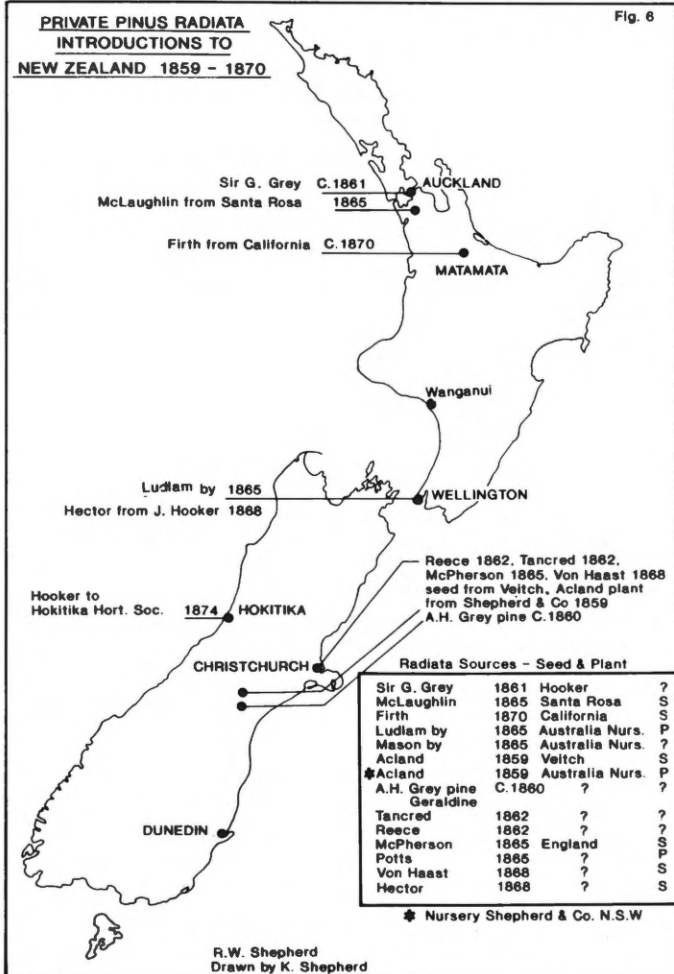 Fig. 6
PRIVATE PINUS RADIATA
INTRODUCTIONS TO
NEW ZEALAND 1859 - 1870
Sir G. Grey C.1861 AUCKLAND
McLaughlin from Santa Rosa 1865
Firth from California C.1870
MATAMATA
Wanganui
Ludlam by 1865
WELLINGTON
Hector from J. Hooker 1868
Reece 1862, Tancred 1862,
McPherson 1865, Von Haast 1868
seed from Veitch, Acland plant
from Shepherd & Co 1859
A.H. Grey pine C.1860
Hooker to
Hokitika Hort. Soc. 1874 HOKITIKA
CHRISTCHURCH
DUNEDIN
Radiata Sources - Seed & Plant
Sir G. Grey 1861 Hooker ?
McLaughlin 1865 Santa Rosa S
Firth 1870 California S
Ludlam by 1865 Australia Nurs. P
Mason by 1865 Australia Nurs. ?
Acland 1859 Veitch S
✱Acland 1859 Australia Nurs. P
A.H. Grey pine C.1860 ? ?
Geraldine
Tancred 1862 ? ?
Reece 1862 ? ?
McPherson 1865 England S
Potts 1865 ? P
Von Haast 1868 ? S
Hector 1868 ? S
✱ Nursery Shepherd & Co. N.S.W
R.W. Shepherd
Drawn by K. Shepherd